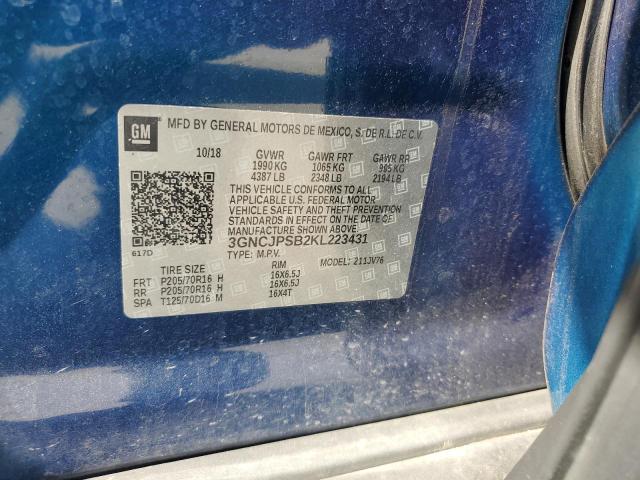 GM
MFD BY GENERAL MOTORS DE MEXICO, S. DE R.L. DE C.V.
10/18 GVWR GAWR FRT GAWR RR
1990 KG 1065 KG 995 KG
4387 LB 2348 LB 2194 LB
THIS VEHICLE CONFORMS TO ALL
APPLICABLE U.S. FEDERAL MOTOR
VEHICLE SAFETY AND THEFT PREVENTION
STANDARDS IN EFFECT ON THE DATE OF
MANUFACTURE SHOWN ABOVE.
3GNCJPSB2KL223431
617D TYPE: M.P.V. MODEL: 211JV76
TIRE SIZE RIM
FRT P205/70R16 H 16X6.5J
RR P205/70R16 H 16X6.5J
SPA T125/70D16 M 16X4T